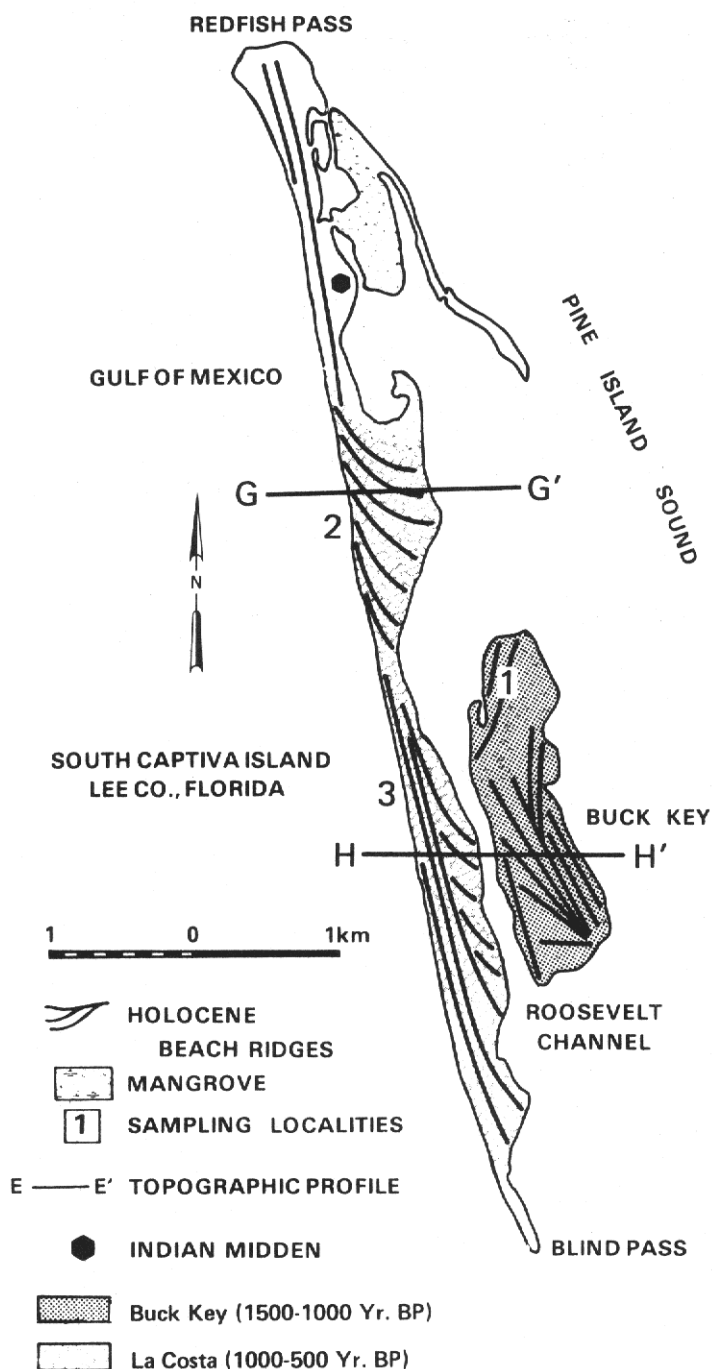 REDFISH PASS
PINE ISLAND SOUND
GULF OF MEXICO
G G'
2
N
1
SOUTH CAPTIVA ISLAND
LEE CO., FLORIDA
3
BUCK KEY
H H'
1 0 1km
ROOSEVELT
CHANNEL
HOLOCENE
BEACH RIDGES
MANGROVE
1 SAMPLING LOCALITIES
E E' TOPOGRAPHIC PROFILE
INDIAN MIDDEN
BLIND PASS
Buck Key (1500-1000 Yr. BP)
La Costa (1000-500 Yr. BP)